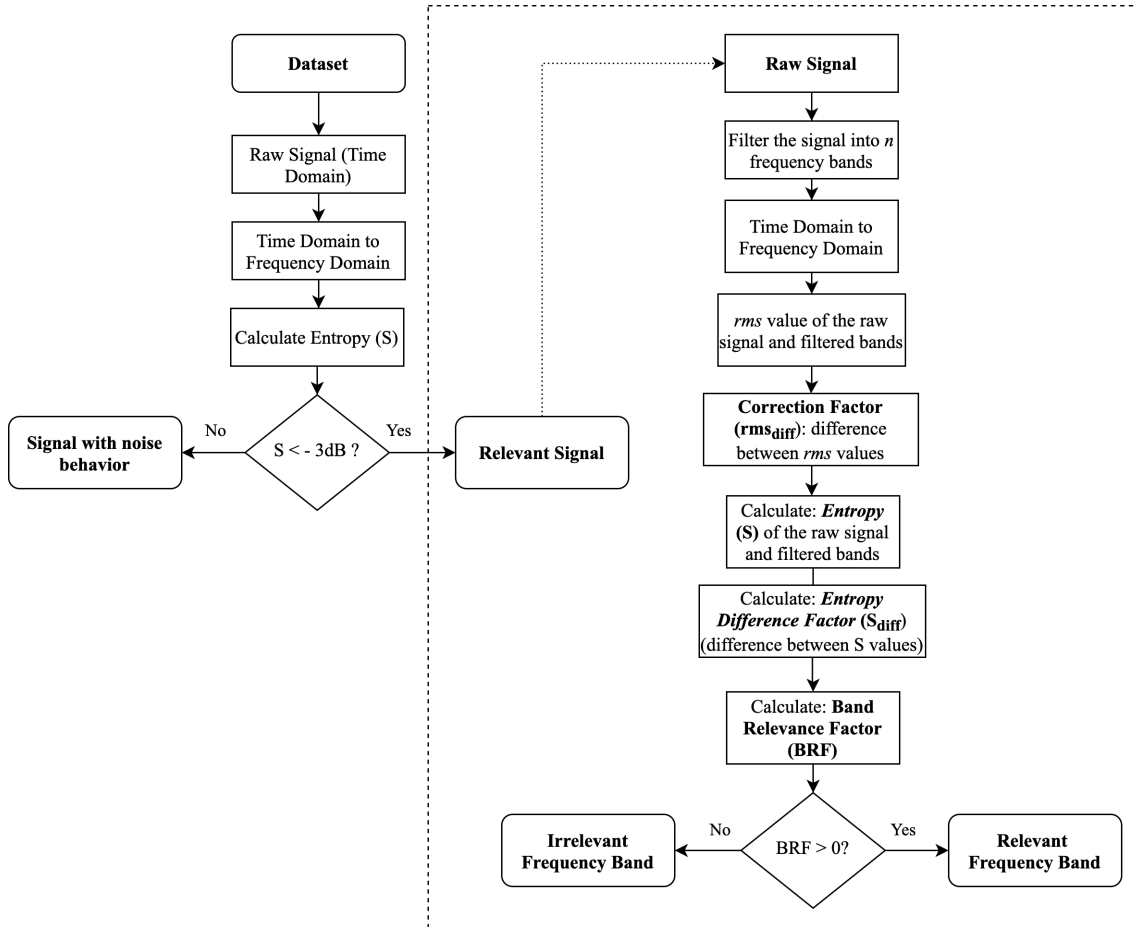 Dataset
Raw Signal (Time
Domain)
Time Domain to
Frequency Domain
Calculate Entropy (S)
S < - 3dB ?
No
Yes
Signal with noise
behavior
Relevant Signal
Raw Signal
Filter the signal into n
frequency bands
Time Domain to
Frequency Domain
rms value of the raw
signal and filtered bands
Correction Factor
(rmsdiff): difference
between rms values
Calculate: Entropy
(S) of the raw signal
and filtered bands
Calculate: Entropy
Difference Factor (Sdiff)
(difference between S values)
Calculate: Band
Relevance Factor
(BRF)
BRF > 0?
No
Yes
Irrelevant
Frequency Band
Relevant
Frequency Band